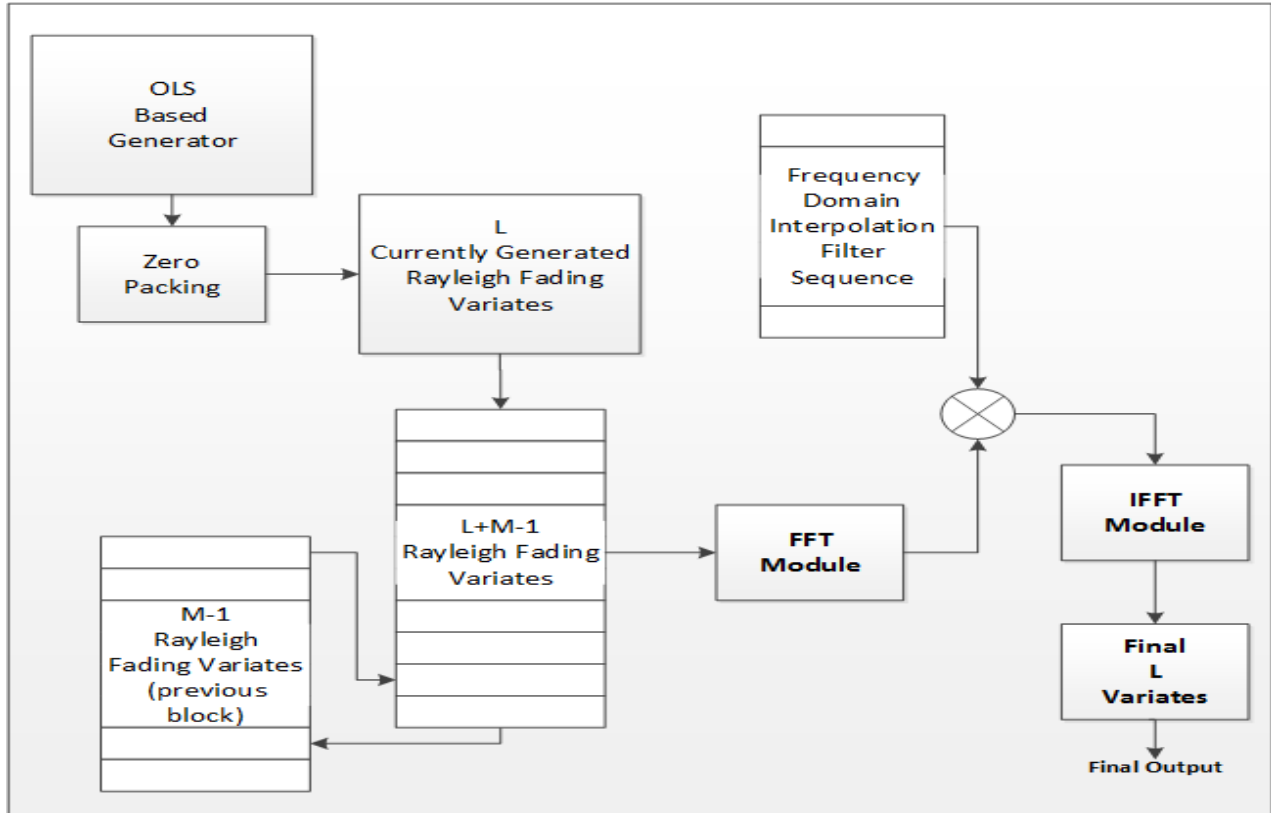 OLS
Based
Generator
Zero
Packing
L
Currently Generated
Rayleigh Fading
Variates
Frequency
Domain
Interpolation
Filter
Sequence
L+M-1
Rayleigh Fading
Variates
M-1
Rayleigh
Fading Variates
(previous
block)
FFT
Module
IFFT
Module
Final
L
Variates
Final Output